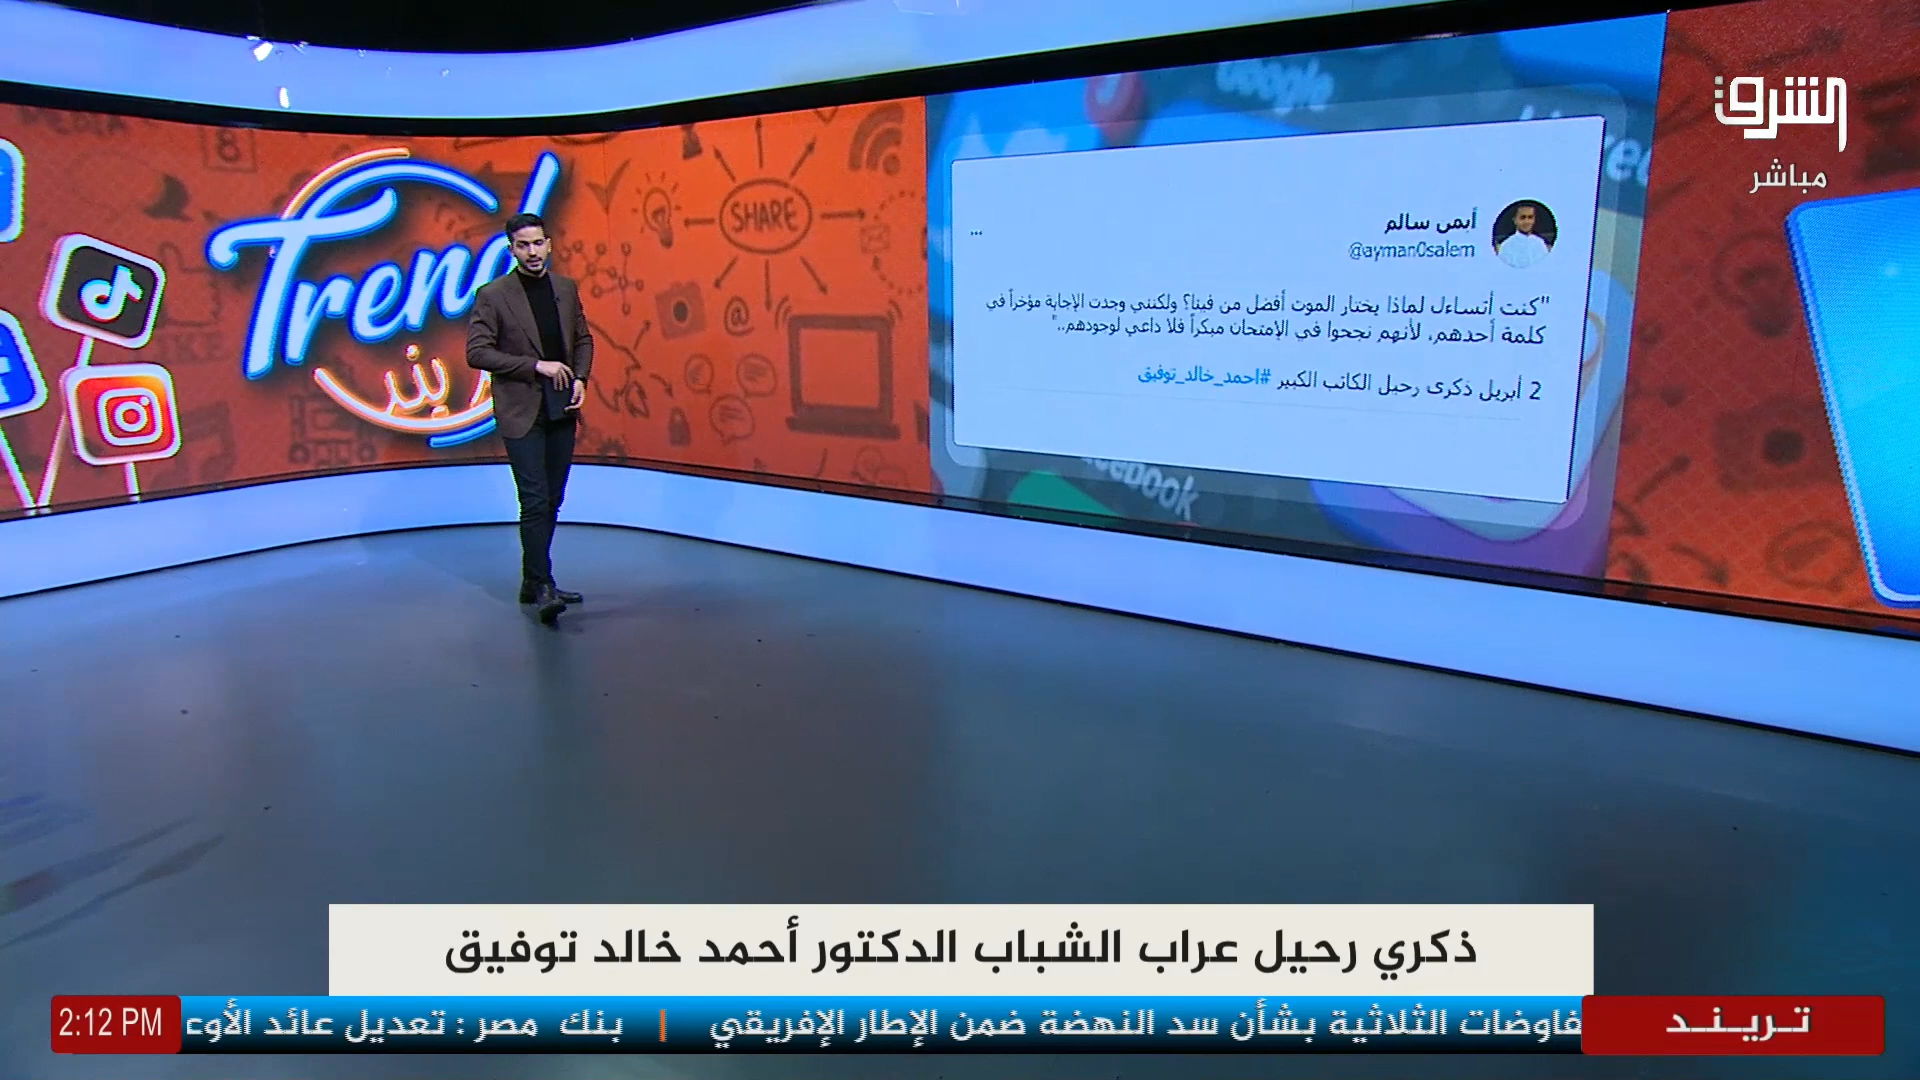 الشرق
مباشر
Trend
تريند
SHARE
Google
أيمن سالم
@ayman0salem
...
"كنت أتساءل لماذا يختار الموت أفضل من فينا؟ ولكنني وجدت الإجابة مؤخراً في
كلمة أحدهم، لأنهم نجحوا في الإمتحان مبكراً فلا داعي لوجودهم.."
2 أبريل ذكرى رحيل الكاتب الكبير #احمد_خالد_توفيق
ذكري رحيل عراب الشباب الدكتور أحمد خالد توفيق
تـريـنـد
فاوضات الثلاثية بشأن سد النهضة ضمن الإطار الإفريقي | بنك مصر : تعديل عائد الأوع
2:12 PM